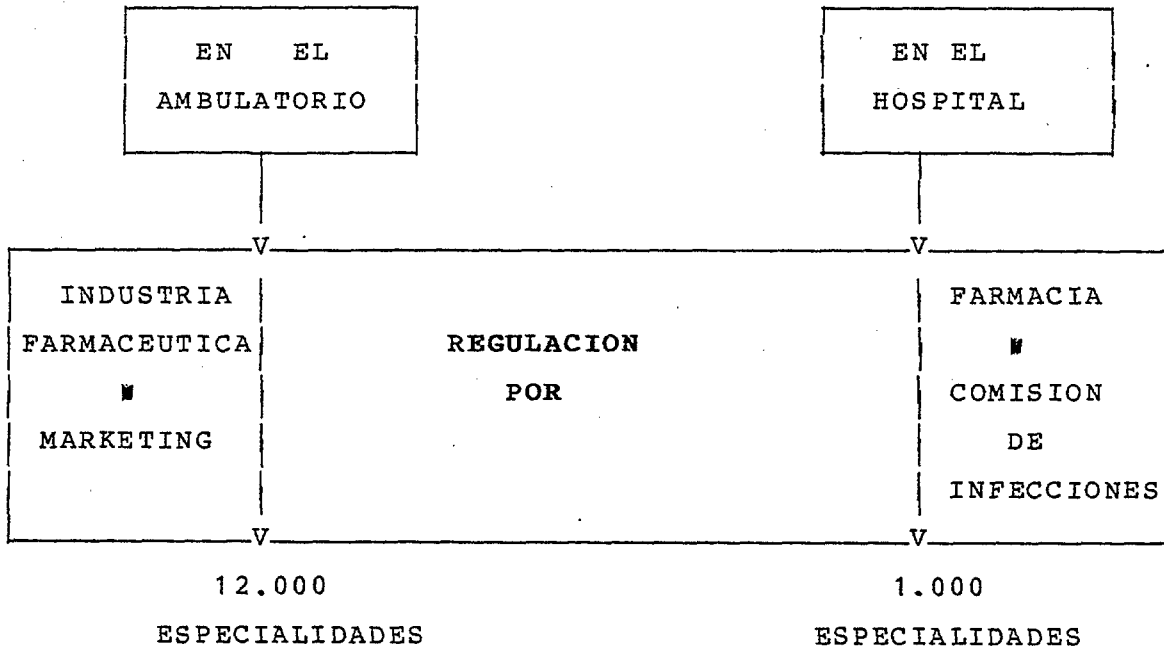 EN EL
AMBULATORIO
EN EL
HOSPITAL
INDUSTRIA
FARMACEUTICA
MARKETING
REGULACION
POR
FARMACIA
COMISION
DE
INFECCIONES
12.000
ESPECIALIDADES
1.000
ESPECIALIDADES